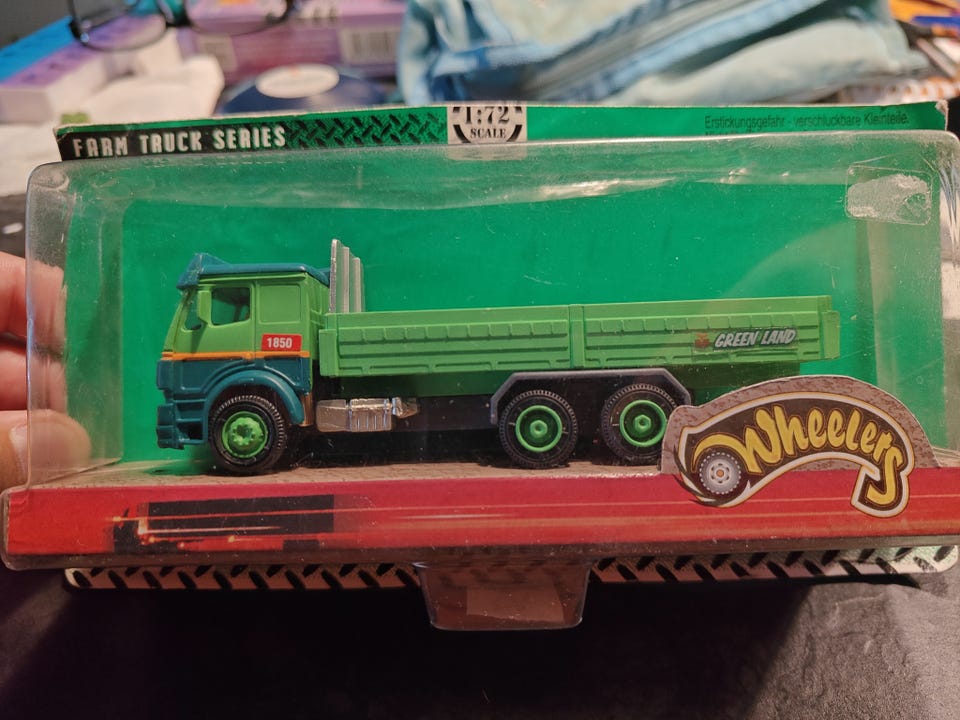 FARM TRUCK SERIES
1:72
SCALE
Erstickungsgefahr - verschluckbare Kleinteile.
1850
GREEN LAND
Wheelers